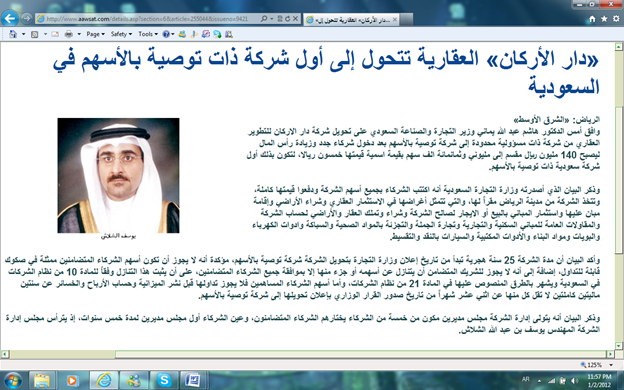 http://www.aawsat.com/details.asp?section=6&article=255044&issueno=9421
«دار الأركان» العقارية تتحول إلى
Page Safety Tools
«دار الأركان» العقارية تتحول إلى أول شركة ذات توصية بالأسهم في
السعودية
الرياض: «الشرق الأوسط»
وافق أمس الدكتور هاشم عبد الله يماني وزير التجارة والصناعة السعودي على تحويل شركة دار الاركان للتطوير
العقاري من شركة ذات مسؤولية محدودة إلى شركة توصية بالأسهم بعد دخول شركاء جدد وزيادة رأس المال
ليصبح 140 مليون ريال مقسم إلى مليوني وثمانمائة الف سهم بقيمة اسمية قيمتها خمسون ريالا، لتكون بذلك أول
شركة سعودية ذات توصية بالأسهم.
وذكر البيان الذي أصدرته وزارة التجارة السعودية أنه اكتتب الشركاء بجميع أسهم الشركة ودفعوا قيمتها كاملة،
وتتخذ الشركة من مدينة الرياض مقراً لها، والتي تتمثل أغراضها في الاستثمار العقاري وشراء الأراضي وإقامة
مبان عليها واستثمار المباني بالبيع أو الايجار لصالح الشركة وشراء وتملك العقار والأراضي لحساب الشركة
والمقاولات العامة للمباني السكنية والتجارية وتجارة الجملة والتجزئة بالمواد الصحية والسباكة وادوات الكهرباء
والبويات ومواد البناء والأدوات المكتبية والسيارات بالنقد والتقسيط.
يوسف الشلاش
وأكد البيان أن مدة الشركة 25 سنة هجرية تبدأ من تاريخ إعلان وزارة التجارة بتحويل الشركة شركة توصية بالأسهم، مؤكدة أنه لا يجوز أن تكون أسهم الشركاء المتضامنين ممثلة في صكوك
قابلة للتداول، إضافة إلى أنه لا يجوز للشريك المتضامن أن يتنازل عن أسهمه أو جزء منها إلا بموافقة جميع الشركاء المتضامنين، على أن يثبت هذا التنازل وفقاً للمادة 10 من نظام الشركات
في السعودية ويشهر بالطرق المنصوص عليها في المادة 21 من نظام الشركات، وأما أسهم الشركاء المساهمين فلا يجوز تداولها قبل نشر الميزانية وحساب الأرباح والخسائر عن سنتين
ماليتين كاملتين لا تقل كل منها عن اثني عشر شهراً من تاريخ صدور القرار الوزاري بإعلان تحويلها إلى شركة توصية بالأسهم.
وذكر البيان أنه يتولى إدارة الشركة مجلس مديرين مكون من خمسة من الشركاء يختارهم الشركاء المتضامنون، وعين الشركاء أول مجلس مديرين لمدة خمس سنوات، إذ يترأس مجلس إدارة
الشركة المهندس يوسف بن عبد الله الشلاش.
125%
AR
11:57 PM
1/2/2012